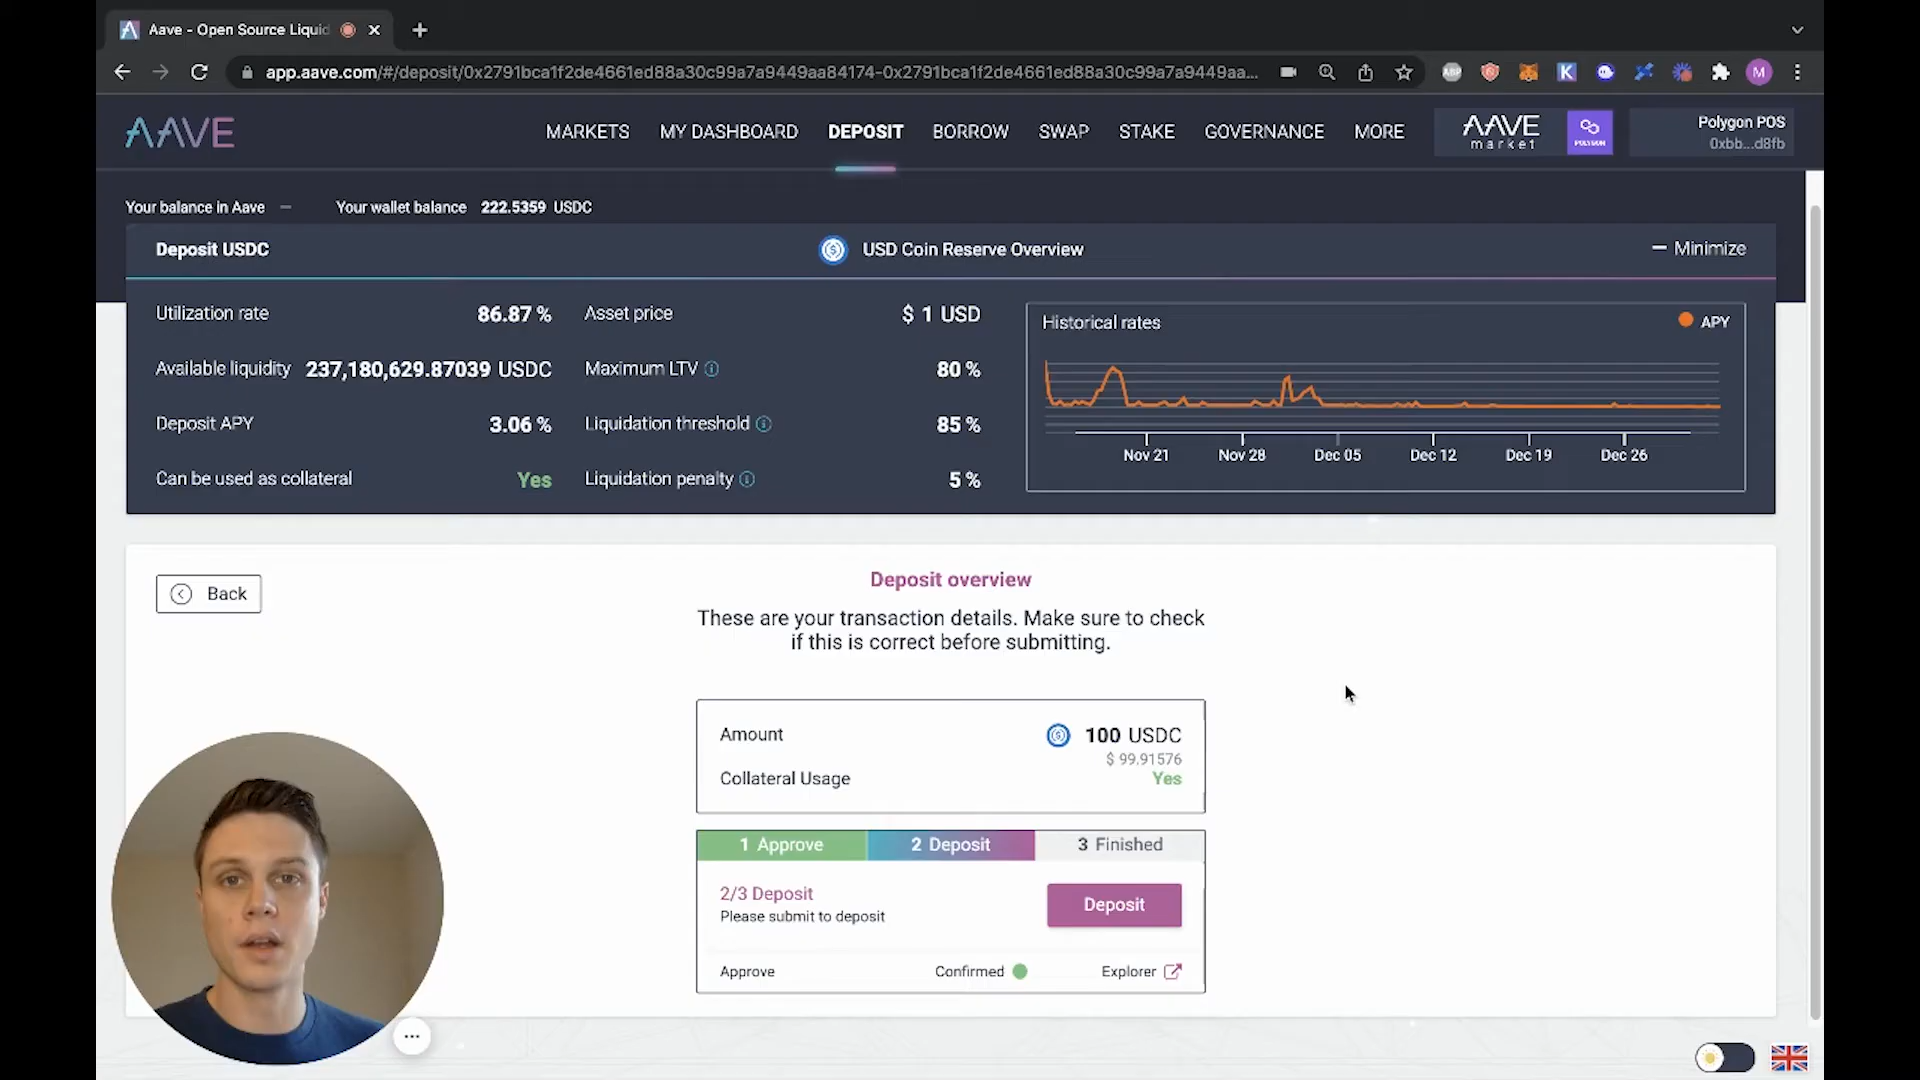 Aave - Open Source Liquid
app.aave.com/#/deposit/0x2791bca1f2de4661ed88a30c99a7a9449aa84174-0x2791bca1f2de4661ed88a30c99a7a9449aa...
ABP
K
M
AAVE
MARKETS
MY DASHBOARD
DEPOSIT
BORROW
SWAP
STAKE
GOVERNANCE
MORE
AAVE
market
POLYGON
Polygon POS
0xbb...d8fb
Your balance in Aave –
Your wallet balance 222.5359 USDC
Deposit USDC
USD Coin Reserve Overview
Minimize
Utilization rate 86.87 %
Asset price $ 1 USD
Available liquidity 237,180,629.87039 USDC
Maximum LTV 80 %
Deposit APY 3.06 %
Liquidation threshold 85 %
Can be used as collateral Yes
Liquidation penalty 5 %
Historical rates
APY
Nov 21 Nov 28 Dec 05 Dec 12 Dec 19 Dec 26
Back
Deposit overview
These are your transaction details. Make sure to check
if this is correct before submitting.
Amount 100 USDC
$ 99.91576
Collateral Usage Yes
1 Approve 2 Deposit 3 Finished
2/3 Deposit
Please submit to deposit
Deposit
Approve Confirmed Explorer